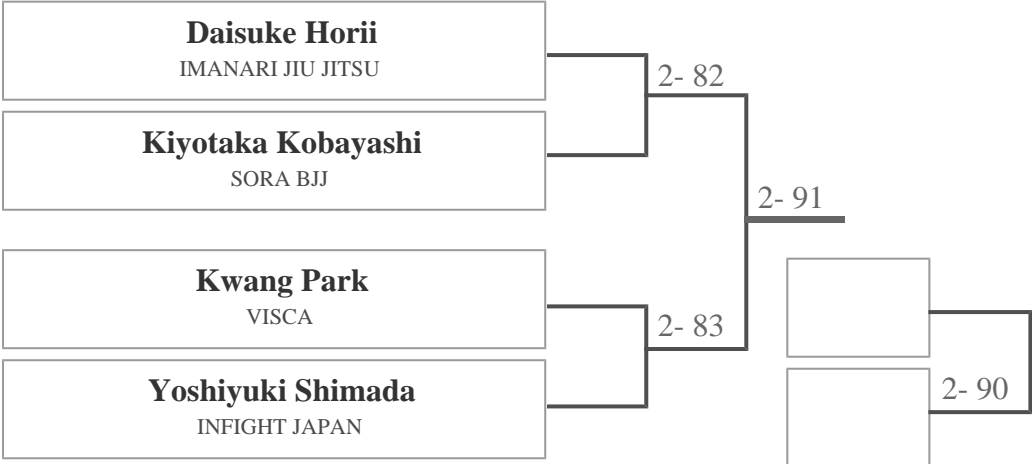 Daisuke Horii
IMANARI JIU JITSU
2- 82
Kiyotaka Kobayashi
SORA BJJ
2- 91
Kwang Park
VISCA
2- 83
Yoshiyuki Shimada
INFIGHT JAPAN
2- 90